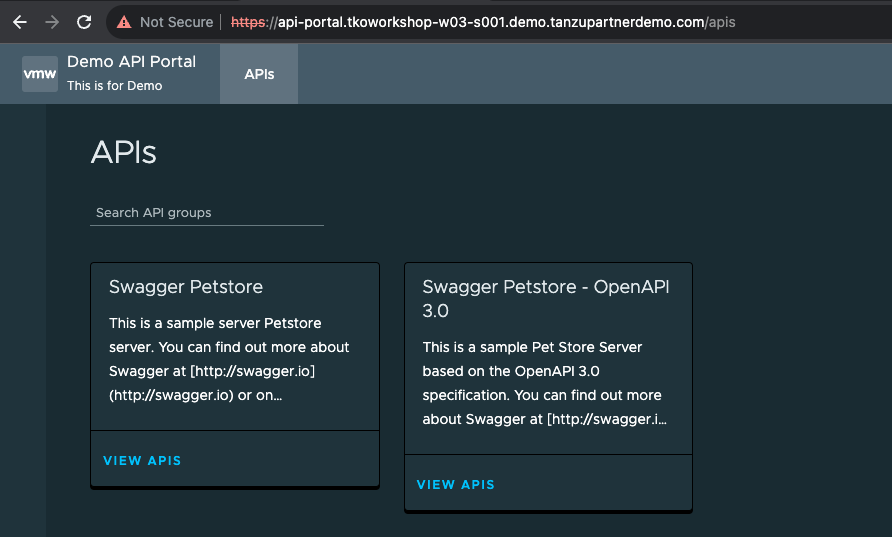 Not Secure | https://api-portal.tkoworkshop-w03-s001.demo.tanzupartnerdemo.com/apis
vmw
Demo API Portal
This is for Demo
APIs
APIs
Search API groups
Swagger Petstore
This is a sample server Petstore
server. You can find out more about
Swagger at [http://swagger.io]
(http://swagger.io) or on...
VIEW APIS
Swagger Petstore - OpenAPI
3.0
This is a sample Pet Store Server
based on the OpenAPI 3.0
specification. You can find out more
about Swagger at [http://swagger.i...
VIEW APIS